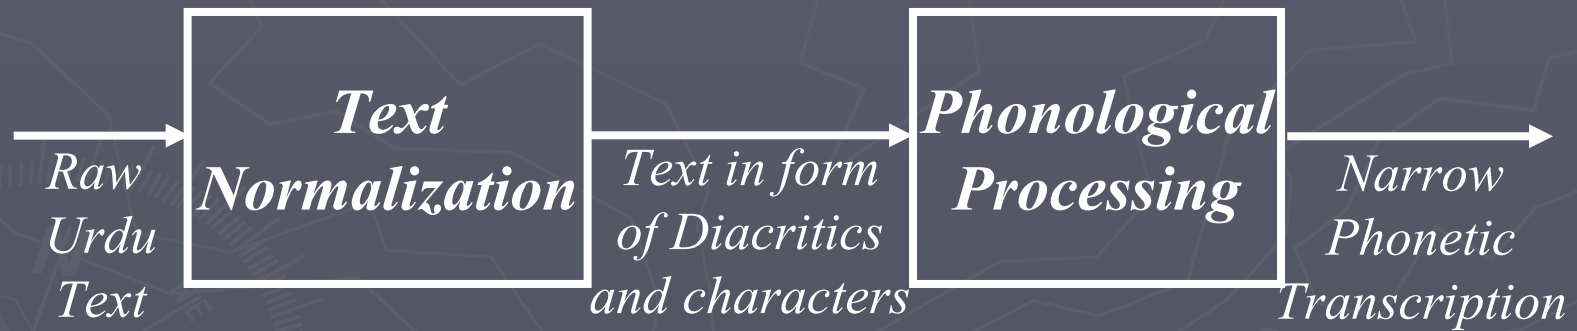 Raw
Urdu
Text
Text
Normalization
Text in form
of Diacritics
and characters
Phonological
Processing
Narrow
Phonetic
Transcription